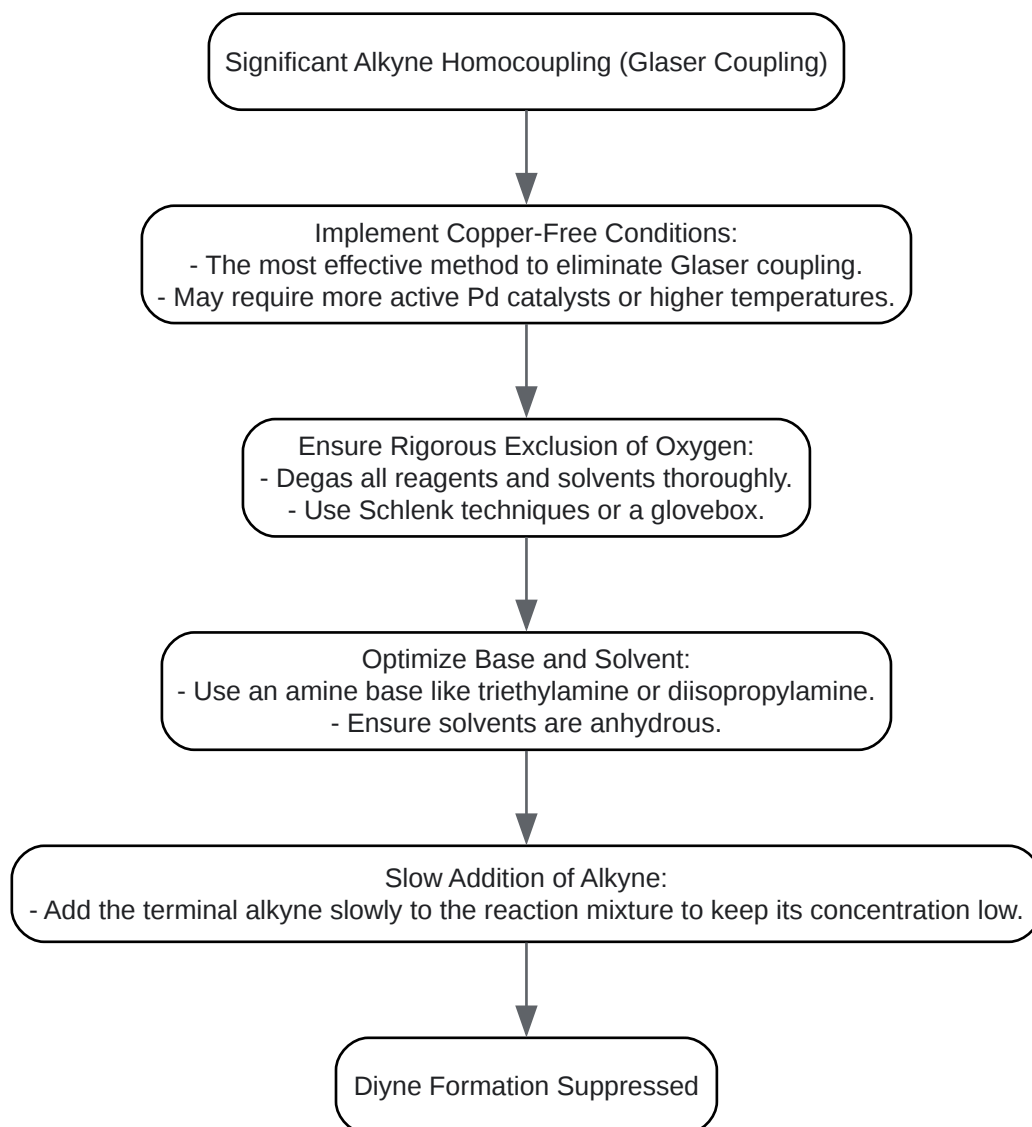 Significant Alkyne Homocoupling (Glaser Coupling)
Implement Copper-Free Conditions:
- The most effective method to eliminate Glaser coupling.
- May require more active Pd catalysts or higher temperatures.
Ensure Rigorous Exclusion of Oxygen:
- Degas all reagents and solvents thoroughly.
- Use Schlenk techniques or a glovebox.
Optimize Base and Solvent:
- Use an amine base like triethylamine or diisopropylamine.
- Ensure solvents are anhydrous.
Slow Addition of Alkyne:
- Add the terminal alkyne slowly to the reaction mixture to keep its concentration low.
Diyne Formation Suppressed